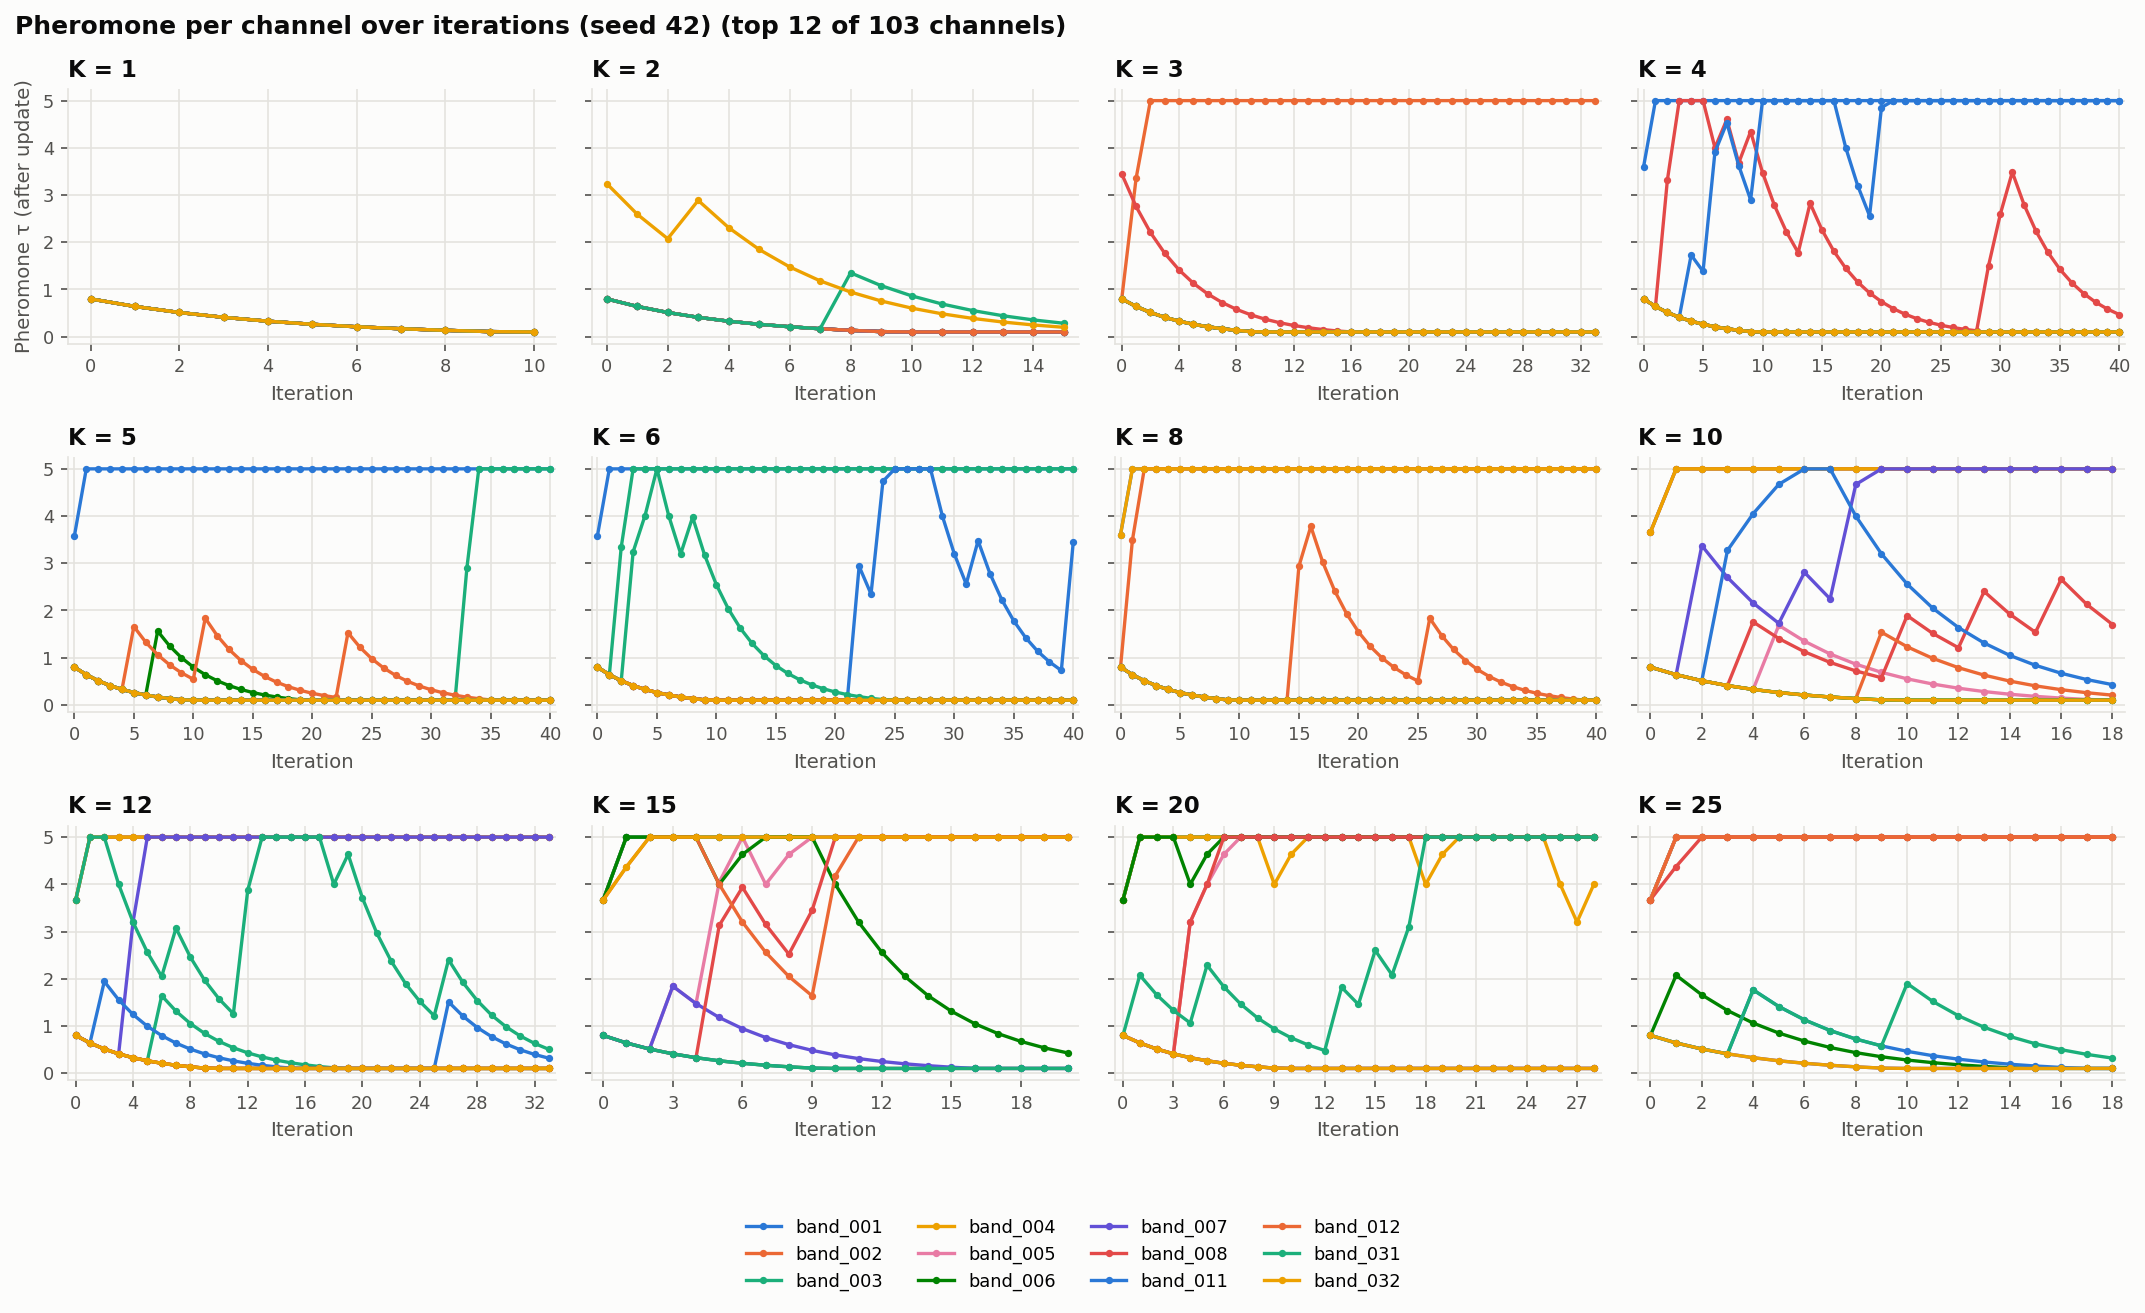 Pheromone per channel over iterations (seed 42) (top 12 of 103 channels)
K = 1
K = 2
K = 3
K = 4
Pheromone τ (after update)
5
4
3
2
1
0
0 2 4 6 8 10
0 2 4 6 8 10 12 14
0 4 8 12 16 20 24 28 32
0 5 10 15 20 25 30 35 40
Iteration
Iteration
Iteration
Iteration
K = 5
K = 6
K = 8
K = 10
5
4
3
2
1
0
0 5 10 15 20 25 30 35 40
0 5 10 15 20 25 30 35 40
0 5 10 15 20 25 30 35 40
0 2 4 6 8 10 12 14 16 18
Iteration
Iteration
Iteration
Iteration
K = 12
K = 15
K = 20
K = 25
5
4
3
2
1
0
0 4 8 12 16 20 24 28 32
0 3 6 9 12 15 18
0 3 6 9 12 15 18 21 24 27
0 2 4 6 8 10 12 14 16 18
Iteration
Iteration
Iteration
Iteration
band_001
band_002
band_003
band_004
band_005
band_006
band_007
band_008
band_011
band_012
band_031
band_032